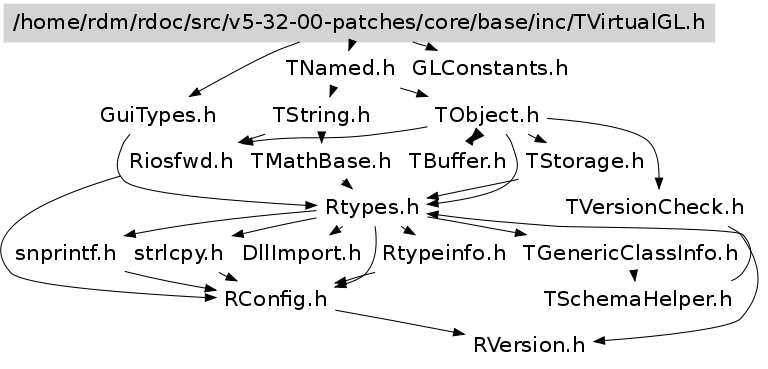 /home/rdm/rdoc/src/v5-32-00-patches/core/base/inc/TVirtualGL.h
TNamed.h GLConstants.h
GuiTypes.h TString.h TObject.h
Riosfwd.h TMathBase.h TBuffer.h TStorage.h
Rtypes.h TVersionCheck.h
snprintf.h strlcpy.h DllImport.h Rtypeinfo.h TGenericClassInfo.h
RConfig.h TSchemaHelper.h
RVersion.h